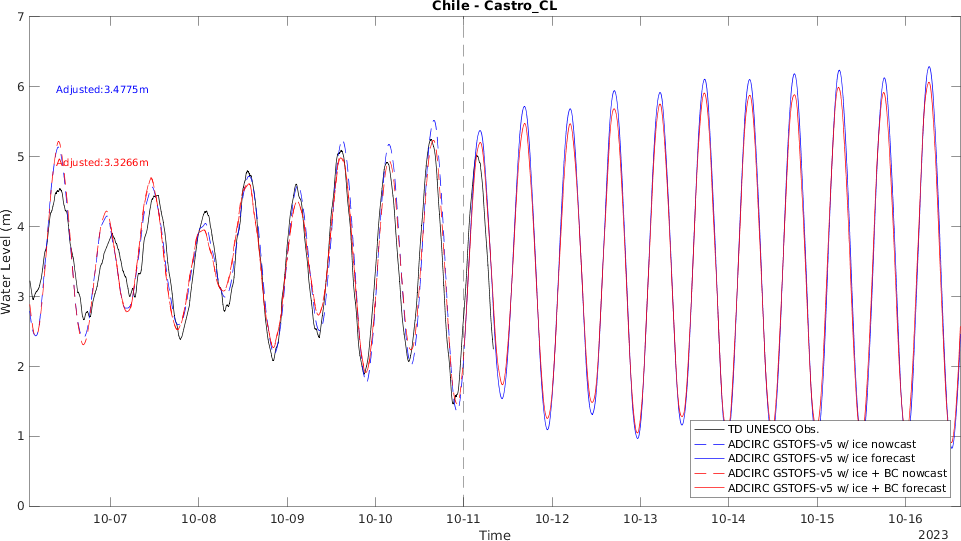 Chile - Castro_CL
Water Level (m)
7
6
5
4
3
2
1
0
Adjusted:3.4775m
Adjusted:3.3266m
TD UNESCO Obs.
ADCIRC GSTOFS-v5 w/ ice nowcast
ADCIRC GSTOFS-v5 w/ ice forecast
ADCIRC GSTOFS-v5 w/ ice + BC nowcast
ADCIRC GSTOFS-v5 w/ ice + BC forecast
10-07 10-08 10-09 10-10 10-11 10-12 10-13 10-14 10-15 10-16
2023
Time